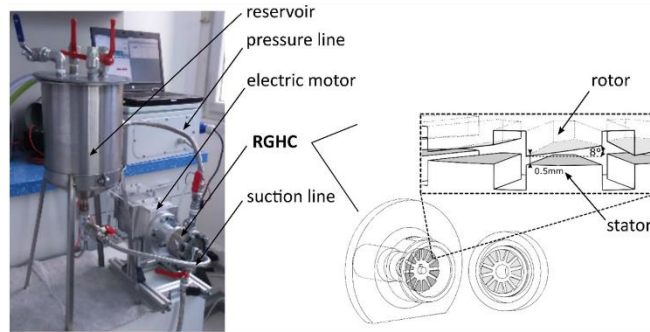 reservoir
pressure line
electric motor
RGHC
suction line
rotor
8°
0.5mm
stator